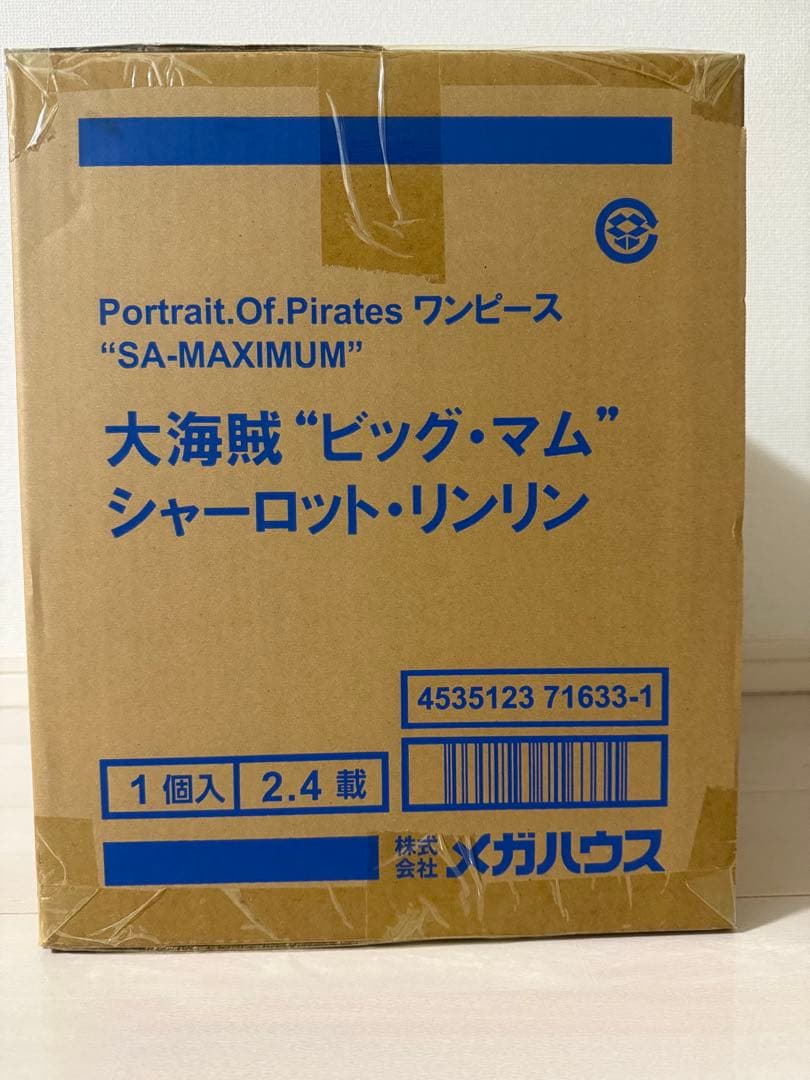 Portrait.Of.Pirates ワンピース
“SA-MAXIMUM”
大海賊“ビッグ・マム”
シャーロット・リンリン
4535123 71633-1
1個入 2.4 載
株式会社 メガハウス